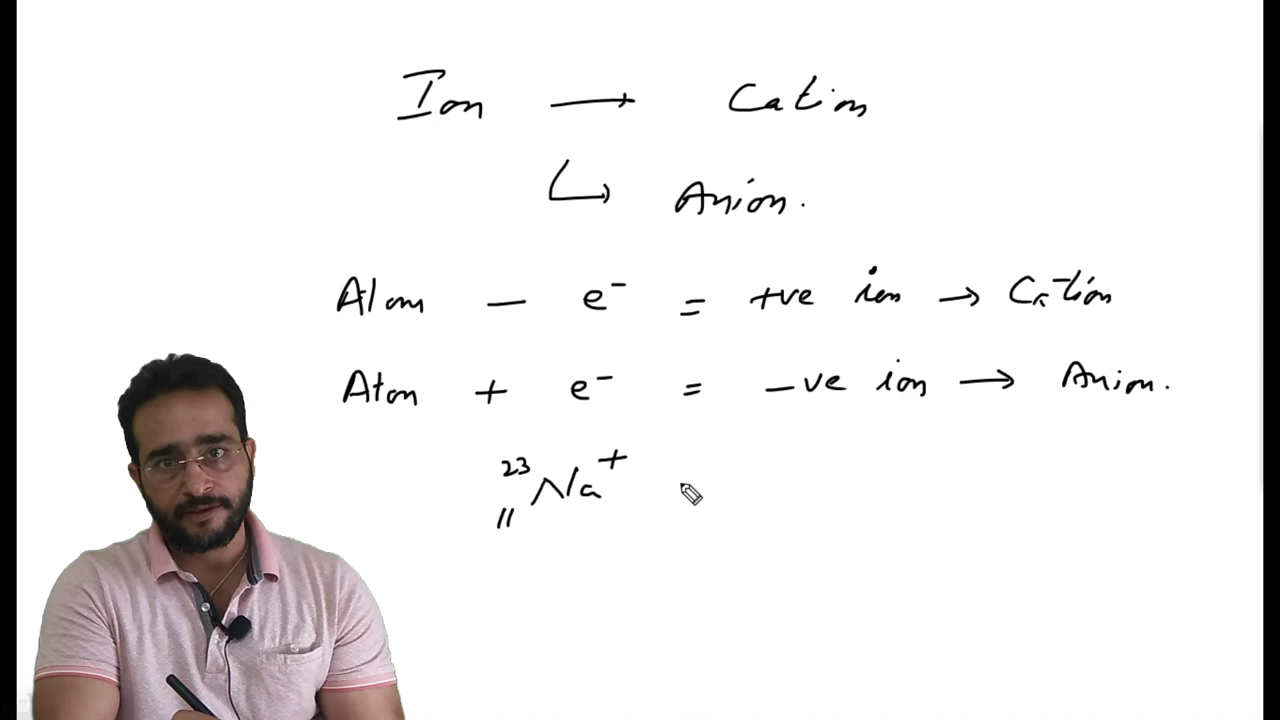 Ion → Cation
↳ Anion.
Atom − e⁻ = +ve ion → Cation
Atom + e⁻ = −ve ion → Anion.
²³₁₁Na⁺